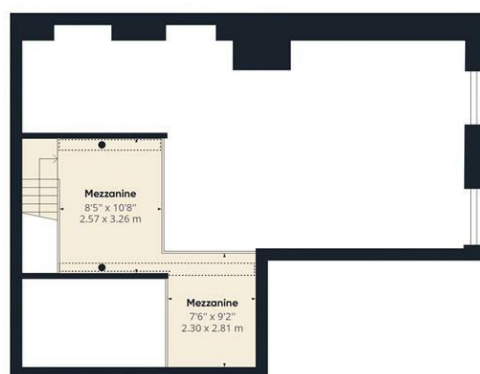 Mezzanine
8'5" x 10'8"
2.57 x 3.26 m
Mezzanine
7'6" x 9'2"
2.30 x 2.81 m